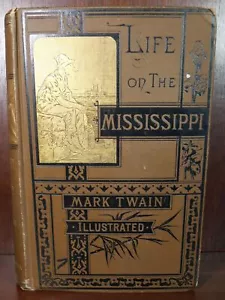 LIFE
ON THE
MISSISSIPPI
MARK TWAIN
ILLUSTRATED